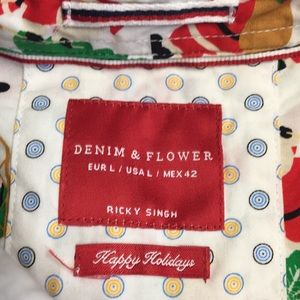 DENIM & FLOWER
EUR L / USA L / MEX 42
RICKY SINGH
Happy Holidays